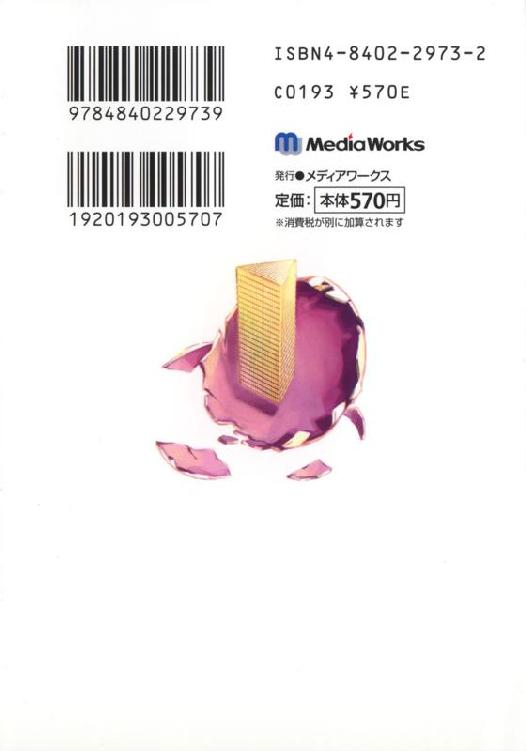 9784840229739
1920193005707
ISBN4-8402-2973-2
C0193 ¥570E
m MediaWorks
発行●メディアワークス
定価：本体570円
※消費税が別に加算されます